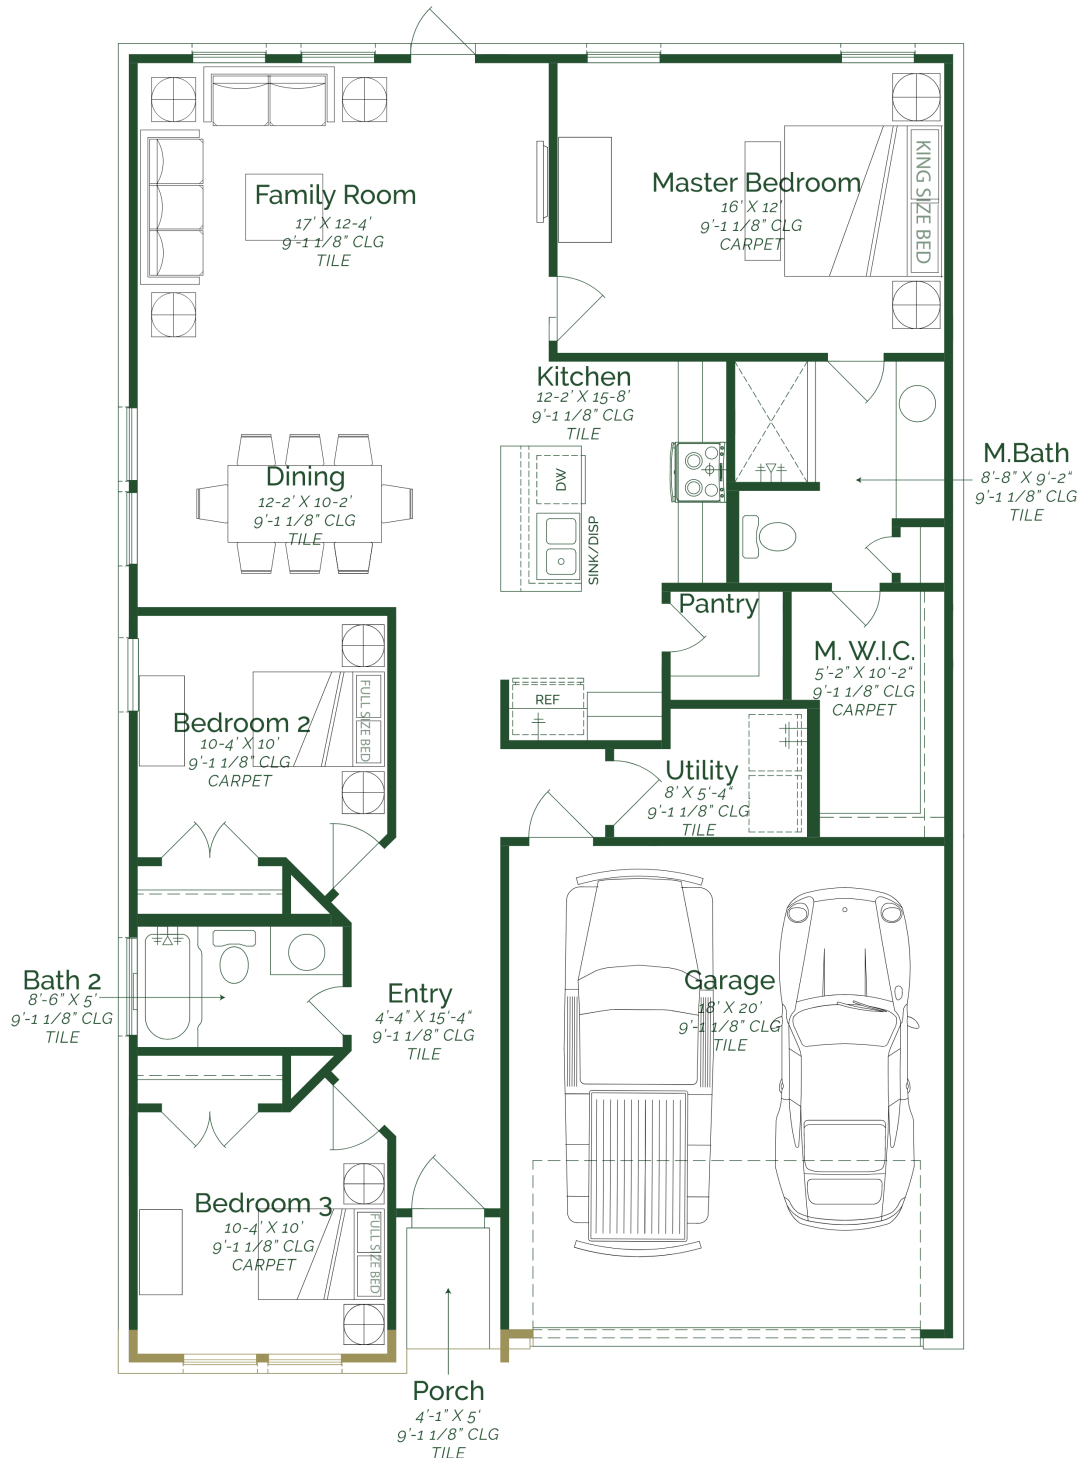 Family Room
17' X 12-4'
9'-1 1/8" CLG
TILE
Master Bedroom
16' X 12'
9'-1 1/8" CLG
CARPET
KING SIZE BED
Kitchen
12-2' X 15-8'
9'-1 1/8" CLG
TILE
DW
SINK/DISP
M.Bath
8'-8" X 9'-2"
9'-1 1/8" CLG
TILE
Dining
12-2' X 10-2'
9'-1 1/8" CLG
TILE
Pantry
M. W.I.C.
5'-2" X 10'-2"
9'-1 1/8" CLG
CARPET
REF
Bedroom 2
10-4' X 10'
9'-1 1/8" CLG
CARPET
FULL SIZE BED
Utility
8' X 5'-4"
9'-1 1/8" CLG
TILE
Bath 2
8'-6" X 5'
9'-1 1/8" CLG
TILE
Entry
4'-4" X 15'-4"
9'-1 1/8" CLG
TILE
Garage
18' X 20'
9'-1 1/8" CLG
TILE
Bedroom 3
10-4' X 10'
9'-1 1/8" CLG
CARPET
FULL SIZE BED
Porch
4'-1" X 5'
9'-1 1/8" CLG
TILE